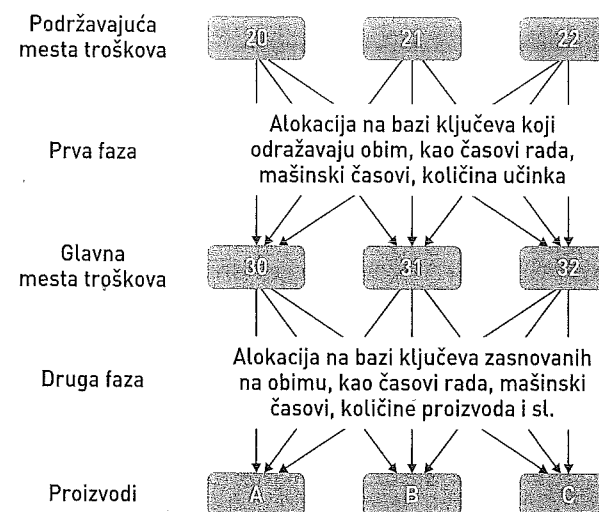 Podržavajuća
mesta troškova
20 21 22
Prva faza
Alokacija na bazi ključeva koji
odražavaju obim, kao časovi rada,
mašinski časovi, količina učinka
Glavna
mesta troškova
30 31 32
Druga faza
Alokacija na bazi ključeva zasnovanih
na obimu, kao časovi rada, mašinski
časovi, količine proizvoda i sl.
Proizvodi
A B C